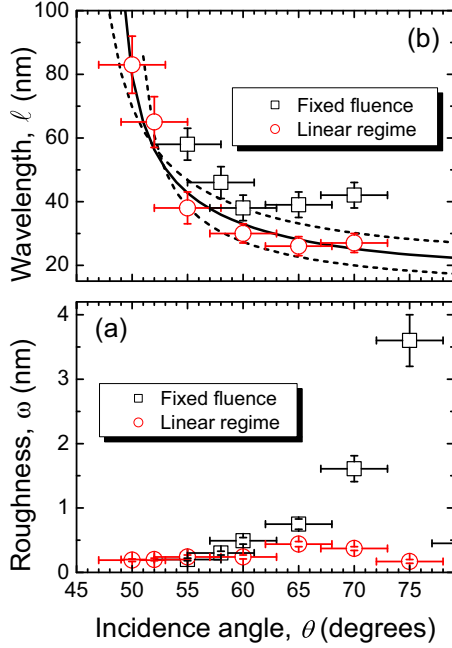 100
80
60
40
20
Wavelength, ℓ (nm)
(b)
Fixed fluence
Linear regime
4
3
2
1
0
Roughness, ω (nm)
(a)
Fixed fluence
Linear regime
45 50 55 60 65 70 75
Incidence angle, θ (degrees)